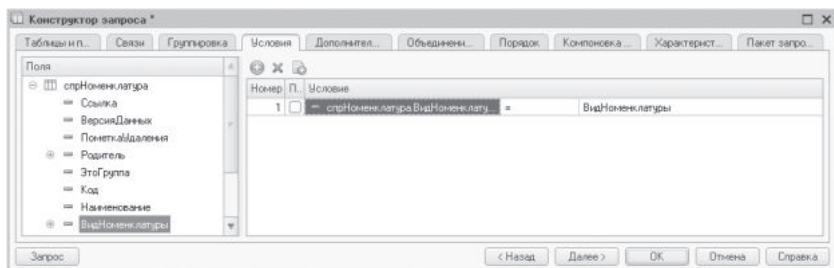 Конструктор запроса *
Таблицы и п... Связи Группировка Условия Дополнител... Объединени... Порядок Компоновка ... Характерист... Пакет запро...
Поля
Номер П... Условие
спрНоменклатура
1 спрНоменклатура.ВидНоменклату... = ВидНоменклатуры
Ссылка
ВерсияДанных
ПометкаУдаления
Родитель
ЭтоГруппа
Код
Наименование
ВидНоменклатуры
Запрос < Назад Далее > OK Отмена Справка